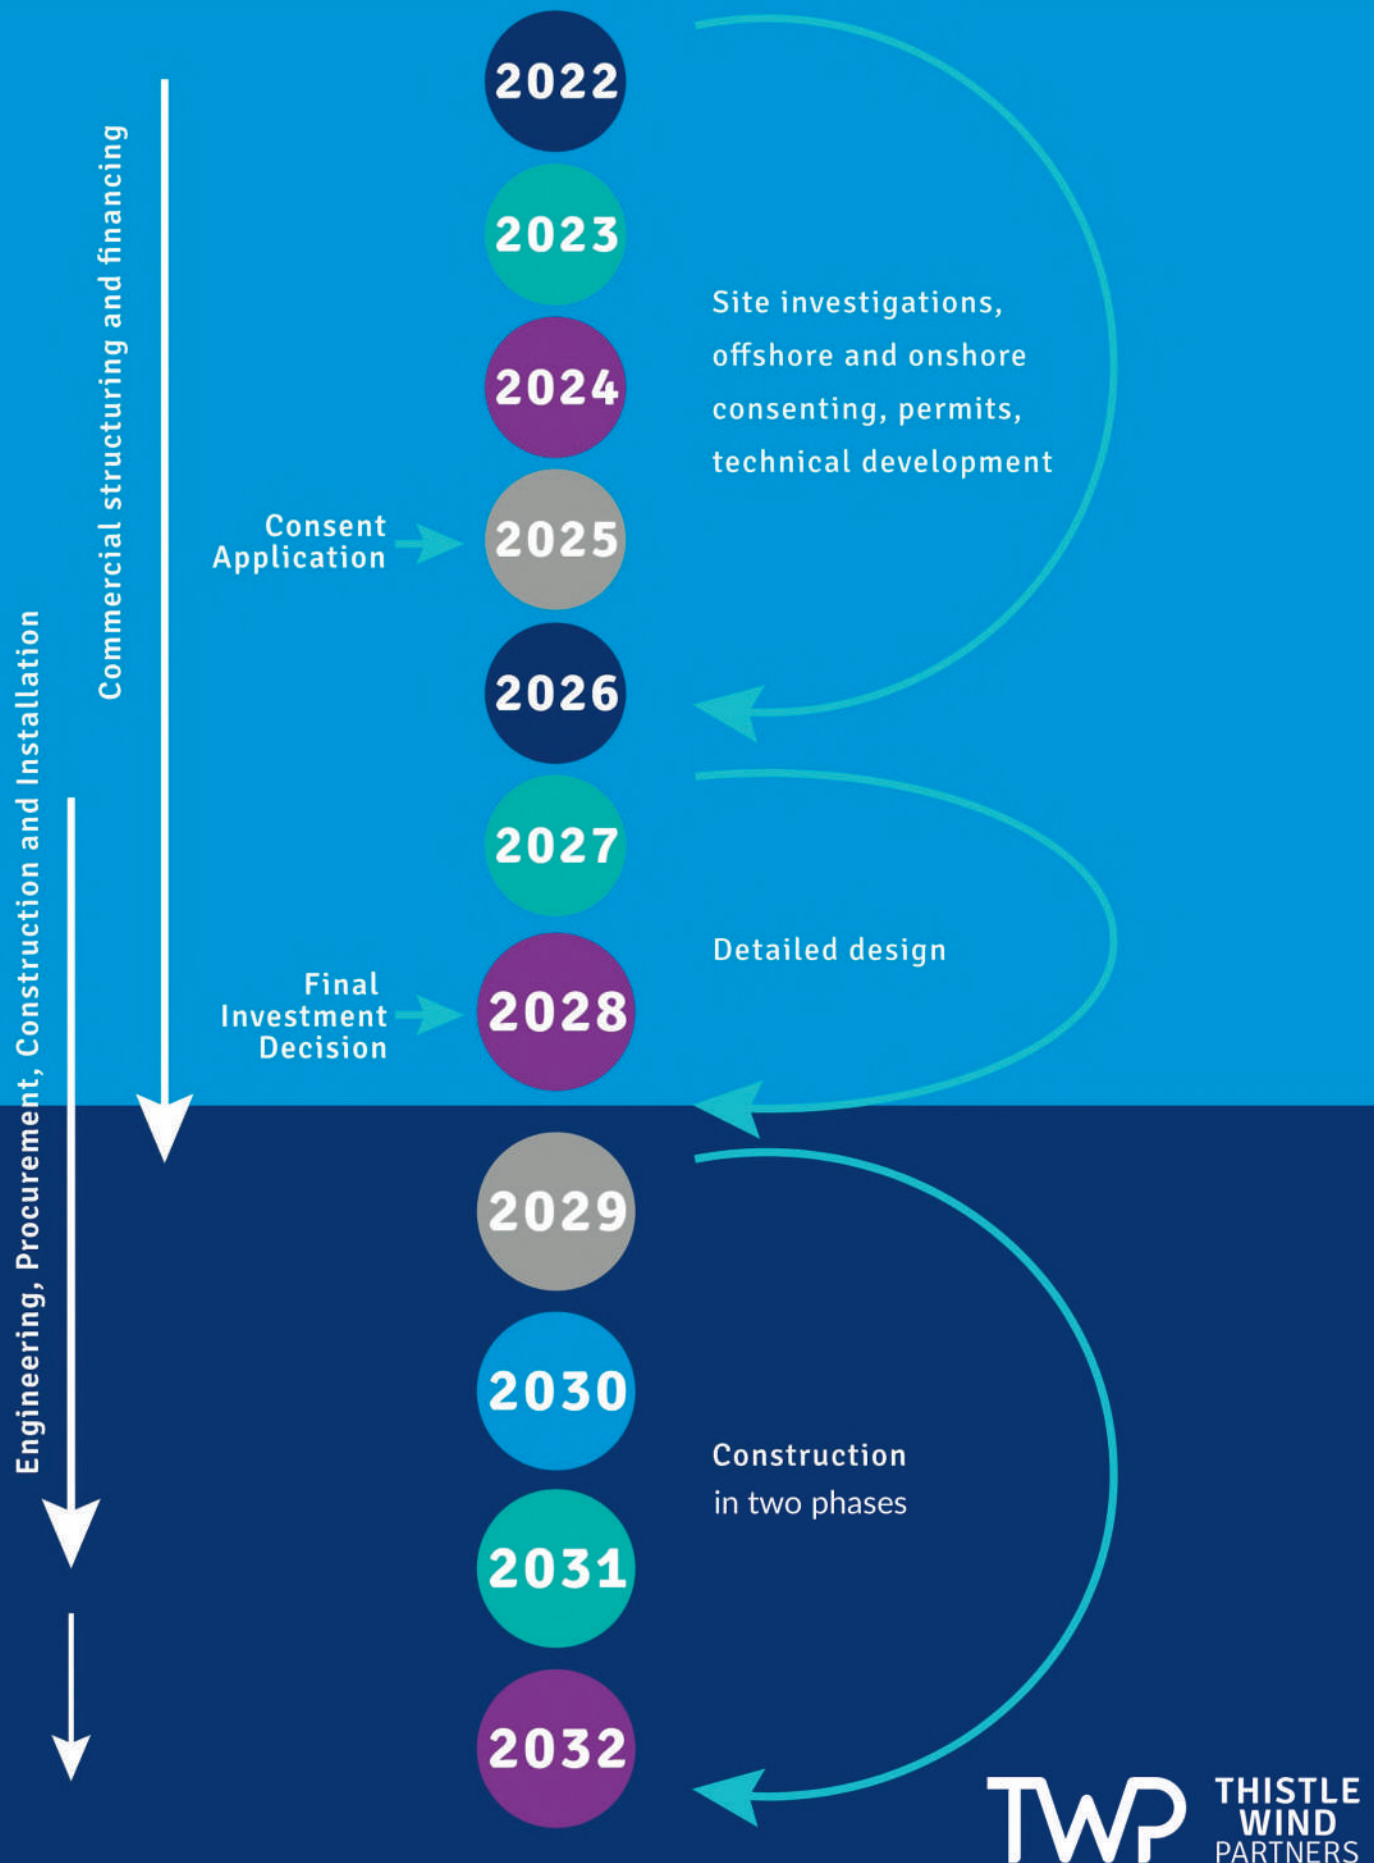 2022
2023
2024
2025
2026
2027
2028
2029
2030
2031
2032
Commercial structuring and financing
Engineering, Procurement, Construction and Installation
Consent
Application
Final
Investment
Decision
Site investigations,
offshore and onshore
consenting, permits,
technical development
Detailed design
Construction
in two phases
TWP
THISTLE
WIND
PARTNERS